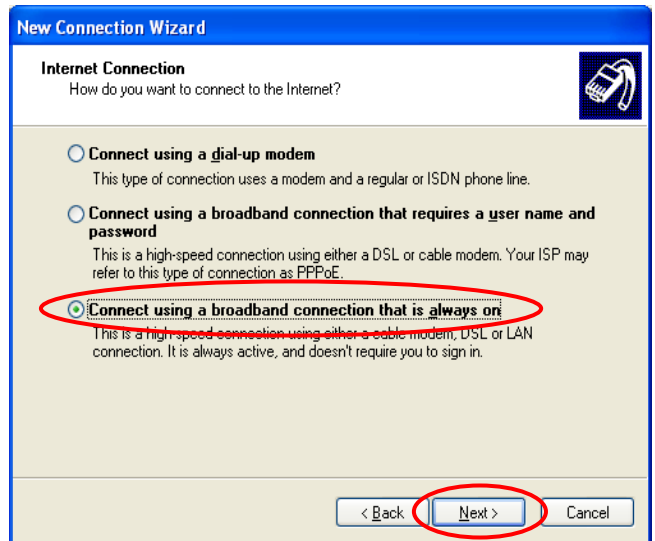 New Connection Wizard
Internet Connection
How do you want to connect to the Internet?
Connect using a dial-up modem
This type of connection uses a modem and a regular or ISDN phone line.
Connect using a broadband connection that requires a user name and
password
This is a high-speed connection using either a DSL or cable modem. Your ISP may
refer to this type of connection as PPPoE.
Connect using a broadband connection that is always on
This is a high-speed connection using either a cable modem, DSL or LAN
connection. It is always active, and doesn't require you to sign in.
< Back Next > Cancel